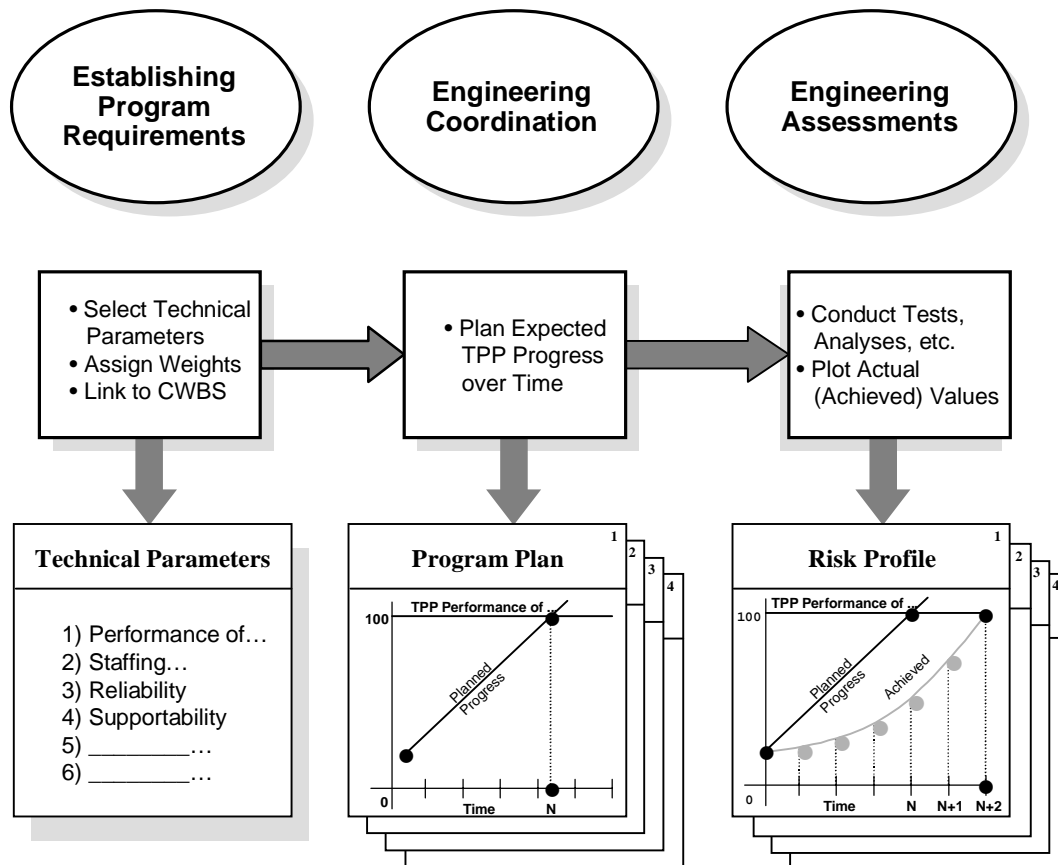 Establishing
Program
Requirements
Engineering
Coordination
Engineering
Assessments
• Select Technical
Parameters
• Assign Weights
• Link to CWBS
• Plan Expected
TPP Progress
over Time
• Conduct Tests,
Analyses, etc.
• Plot Actual
(Achieved) Values
Technical Parameters
1) Performance of…
2) Staffing…
3) Reliability
4) Supportability
5) ________…
6) ________…
1
2
3
4
Program Plan
TPP Performance of ...
100
Planned
Progress
0
Time
N
1
2
3
4
Risk Profile
TPP Performance of ...
100
Planned
Progress
Achieved
0
Time
N
N+1
N+2